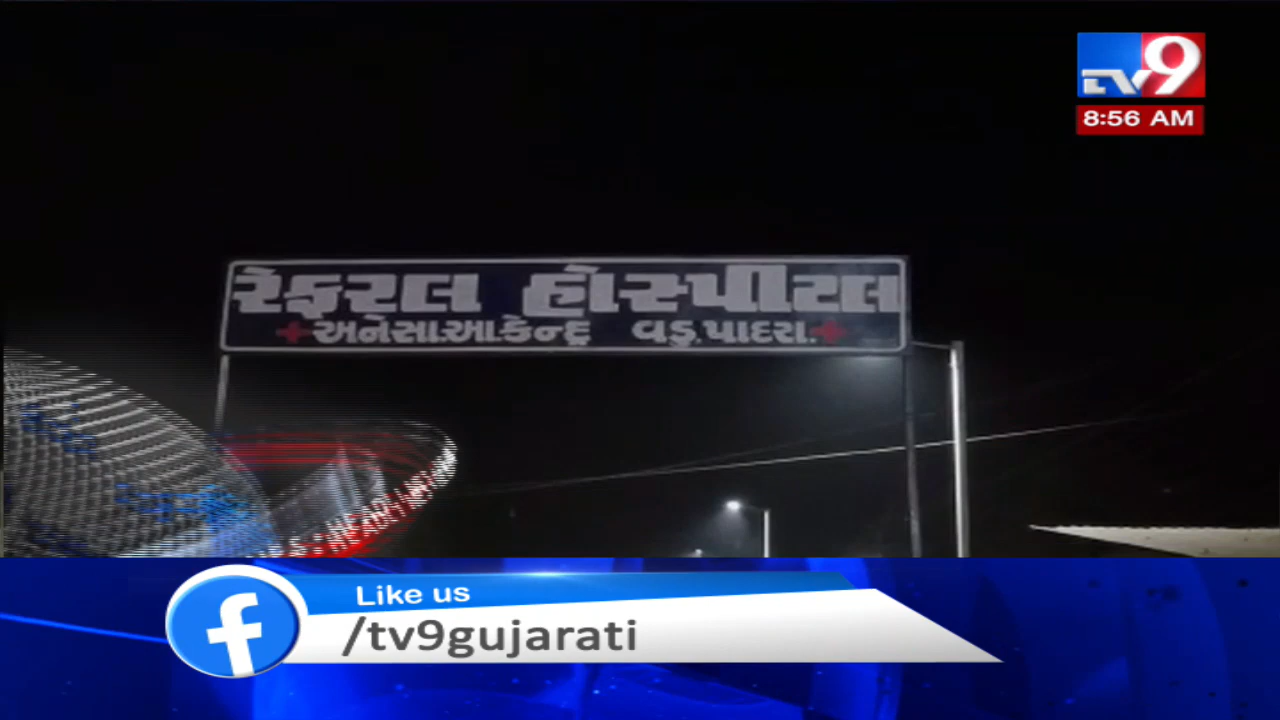 TV9
8:56 AM
રેફરલ હોસ્પીટલ
અને સા.આ.કેન્દ્ર વડુ.પાદરા.
Like us
/tv9gujarati